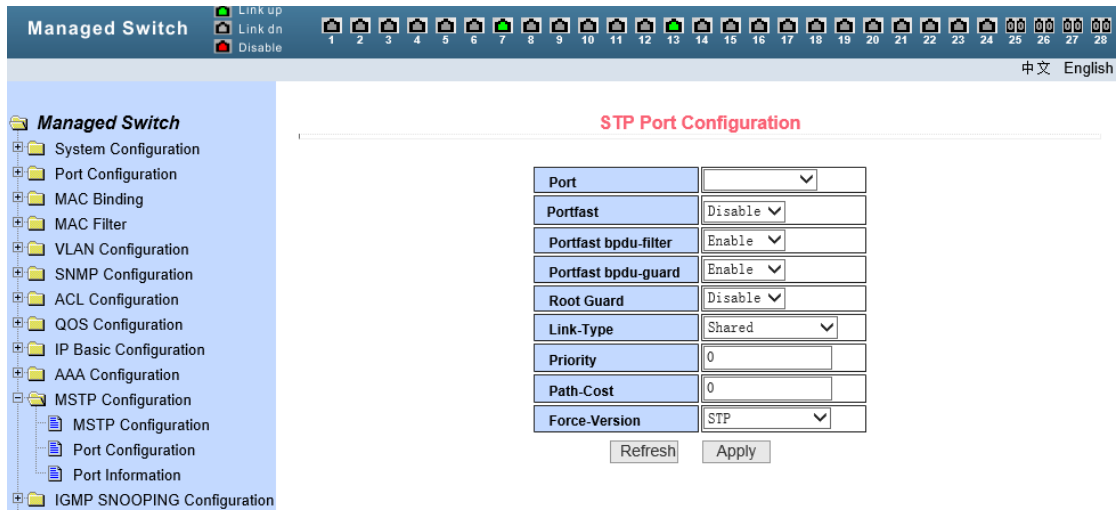 Managed Switch
Link up
Link dn
Disable
1 2 3 4 5 6 7 8 9 10 11 12 13 14 15 16 17 18 19 20 21 22 23 24 25 26 27 28
中文 English
Managed Switch
System Configuration
Port Configuration
MAC Binding
MAC Filter
VLAN Configuration
SNMP Configuration
ACL Configuration
QOS Configuration
IP Basic Configuration
AAA Configuration
MSTP Configuration
MSTP Configuration
Port Configuration
Port Information
IGMP SNOOPING Configuration
STP Port Configuration
Port
Portfast Disable
Portfast bpdu-filter Enable
Portfast bpdu-guard Enable
Root Guard Disable
Link-Type Shared
Priority 0
Path-Cost 0
Force-Version STP
Refresh Apply